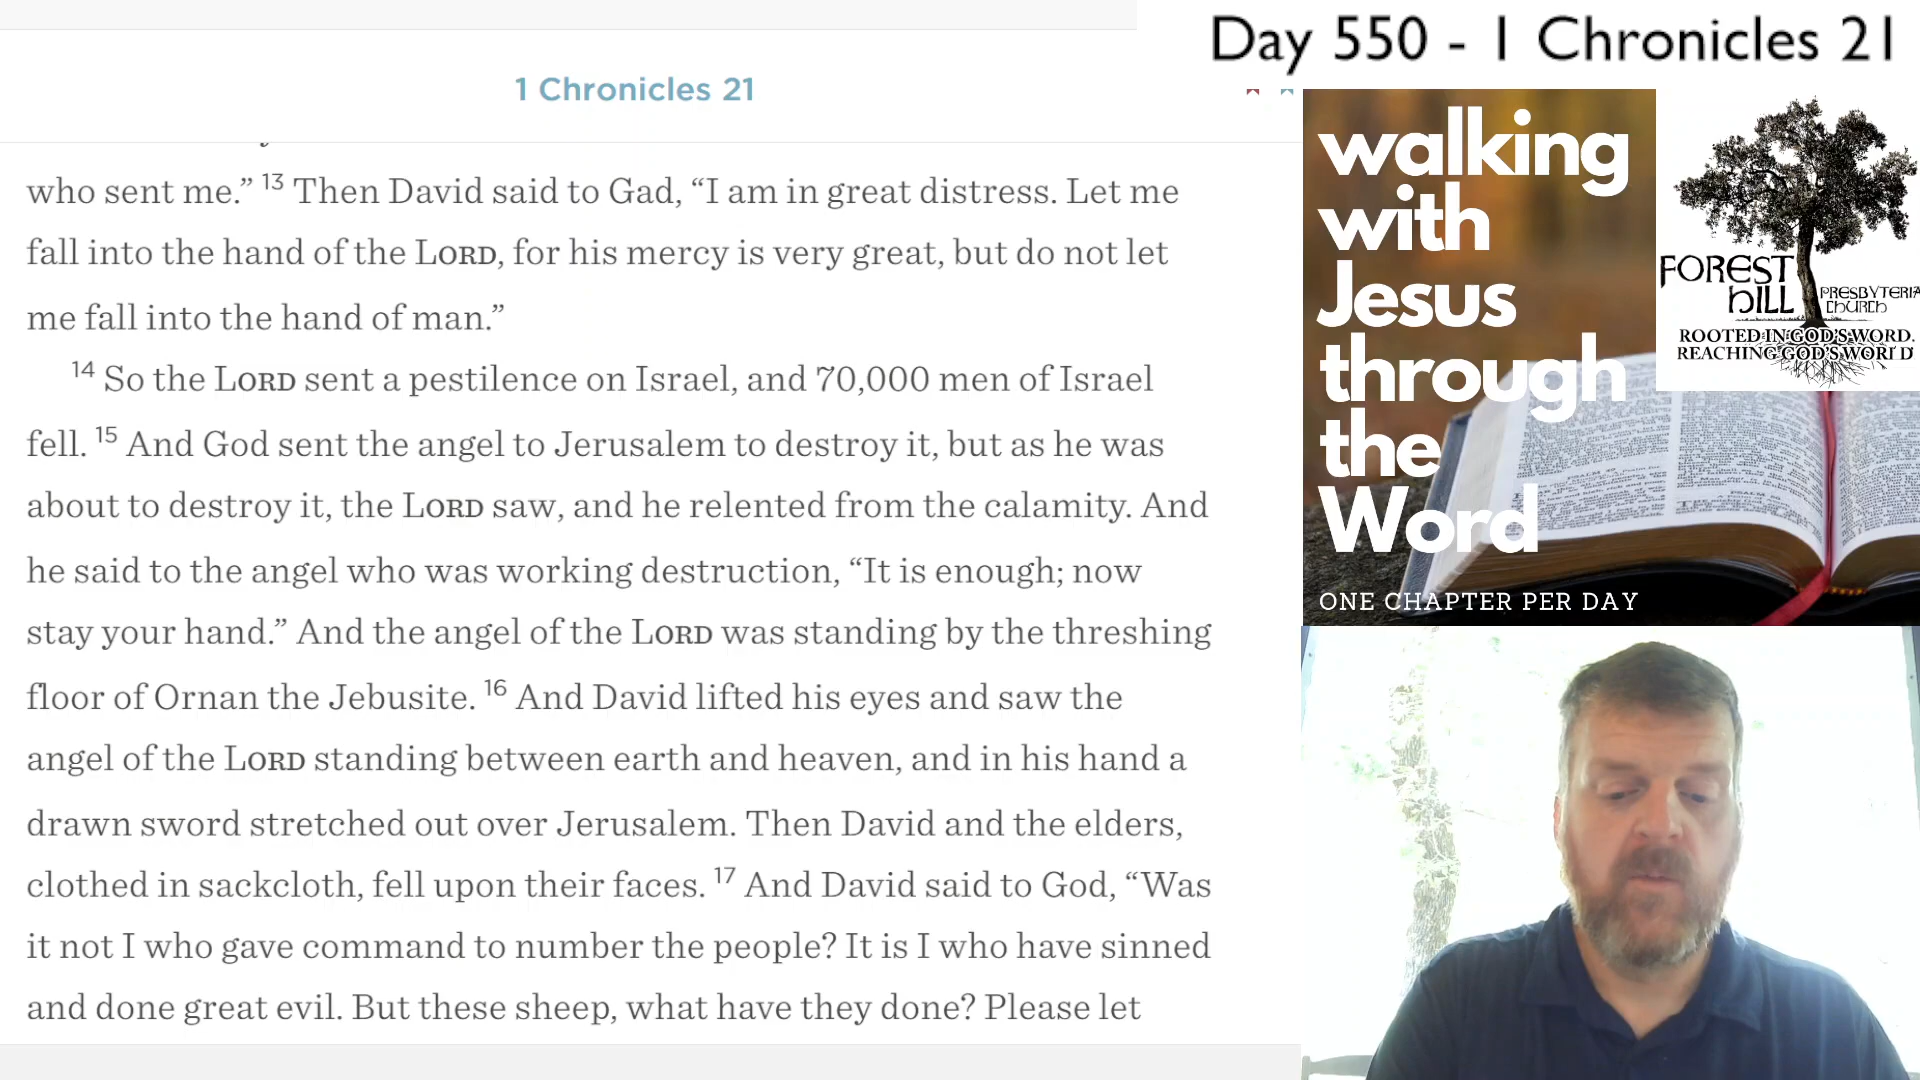 Day 550 - 1 Chronicles 21
1 Chronicles 21
who sent me.” 13 Then David said to Gad, “I am in great distress. Let me
fall into the hand of the LORD, for his mercy is very great, but do not let
me fall into the hand of man.”
14 So the LORD sent a pestilence on Israel, and 70,000 men of Israel
fell. 15 And God sent the angel to Jerusalem to destroy it, but as he was
about to destroy it, the LORD saw, and he relented from the calamity. And
he said to the angel who was working destruction, “It is enough; now
stay your hand.” And the angel of the LORD was standing by the threshing
floor of Ornan the Jebusite. 16 And David lifted his eyes and saw the
angel of the LORD standing between earth and heaven, and in his hand a
drawn sword stretched out over Jerusalem. Then David and the elders,
clothed in sackcloth, fell upon their faces. 17 And David said to God, “Was
it not I who gave command to number the people? It is I who have sinned
and done great evil. But these sheep, what have they done? Please let
walking
with
Jesus
through
the
Word
ONE CHAPTER PER DAY
FOREST
hILL
PRESBYTERIA
ChURCh
ROOTED IN GOD'S WORD.
REACHING GOD'S WORLD